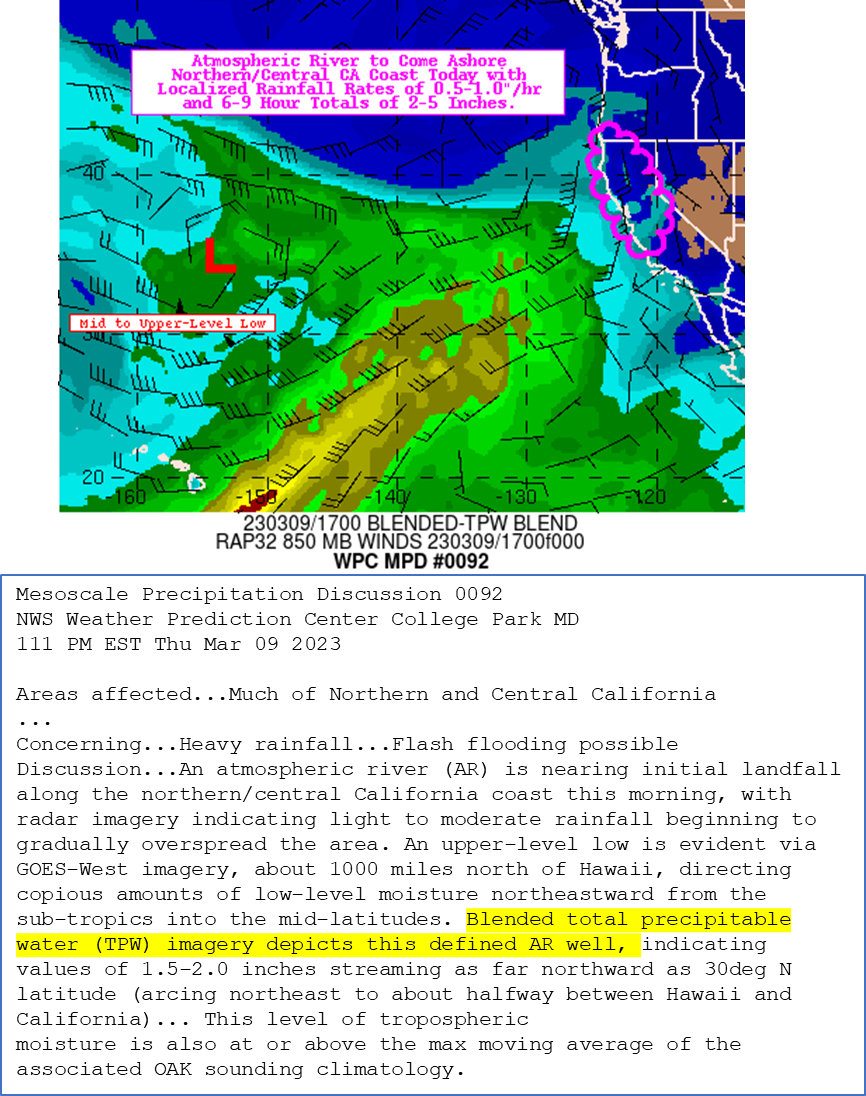 Atmospheric River to Come Ashore
Northern/Central CA Coast Today with
Localized Rainfall Rates of 0.5-1.0"/hr
and 6-9 Hour Totals of 2-5 Inches.
40
L
Mid to Upper-Level Low
20
-160
-150
-140
-130
-120
230309/1700 BLENDED-TPW BLEND
RAP32 850 MB WINDS 230309/1700f000
WPC MPD #0092
Mesoscale Precipitation Discussion 0092
NWS Weather Prediction Center College Park MD
111 PM EST Thu Mar 09 2023
Areas affected...Much of Northern and Central California
...
Concerning...Heavy rainfall...Flash flooding possible
Discussion...An atmospheric river (AR) is nearing initial landfall
along the northern/central California coast this morning, with
radar imagery indicating light to moderate rainfall beginning to
gradually overspread the area. An upper-level low is evident via
GOES-West imagery, about 1000 miles north of Hawaii, directing
copious amounts of low-level moisture northeastward from the
sub-tropics into the mid-latitudes. Blended total precipitable
water (TPW) imagery depicts this defined AR well, indicating
values of 1.5-2.0 inches streaming as far northward as 30deg N
latitude (arcing northeast to about halfway between Hawaii and
California)... This level of tropospheric
moisture is also at or above the max moving average of the
associated OAK sounding climatology.